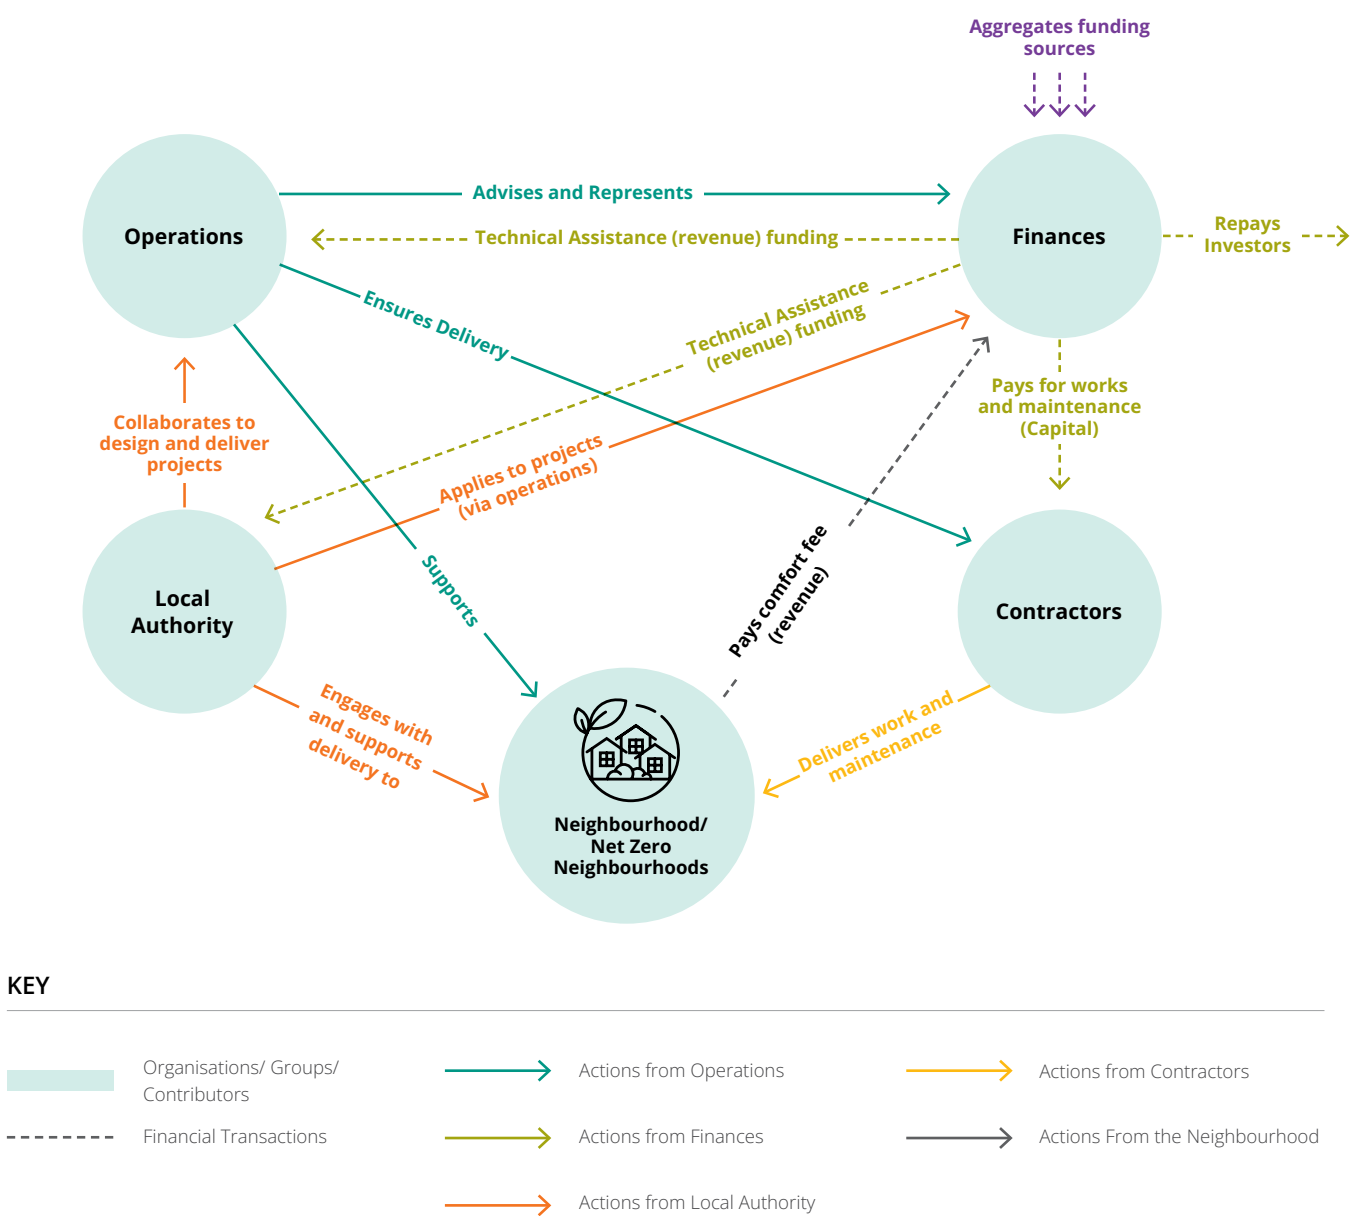 Aggregates funding
sources
Operations
Advises and Represents
Technical Assistance (revenue) funding
Finances
Repays
Investors
Ensures Delivery
Technical Assistance
(revenue) funding
Pays for works
and maintenance
(Capital)
Collaborates to
design and deliver
projects
Applies to projects
(via operations)
Local
Authority
Supports
Pays comfort fee
(revenue)
Contractors
Engages with
and supports
delivery to
Delivers work and
maintenance
Neighbourhood/
Net Zero
Neighbourhoods
KEY
Organisations/ Groups/
Contributors
Financial Transactions
Actions from Operations
Actions from Finances
Actions from Local Authority
Actions from Contractors
Actions From the Neighbourhood